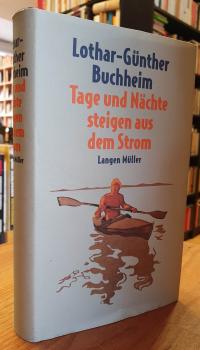 Lothar-Günther
Buchheim
Tage und Nächte
steigen aus
dem Strom
Langen Müller